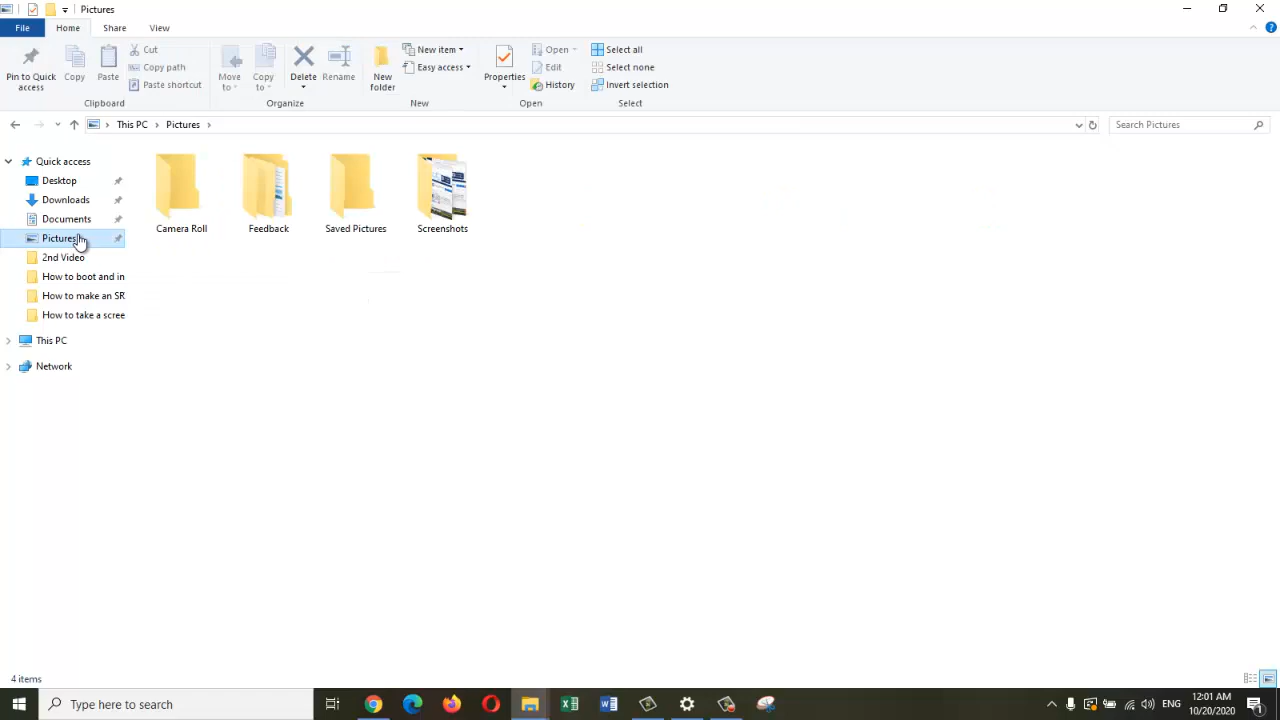 Pictures
File Home Share View
Pin to Quick access
Copy
Paste
Cut
Copy path
Paste shortcut
Clipboard
Move to
Copy to
Delete
Rename
Organize
New folder
New item
Easy access
New
Properties
Open
Edit
History
Open
Select all
Select none
Invert selection
Select
This PC Pictures
Search Pictures
Quick access
Desktop
Downloads
Documents
Pictures
2nd Video
How to boot and in
How to make an SR
How to take a scree
This PC
Network
Camera Roll
Feedback
Saved Pictures
Screenshots
4 items
Type here to search
ENG
12:01 AM
10/20/2020